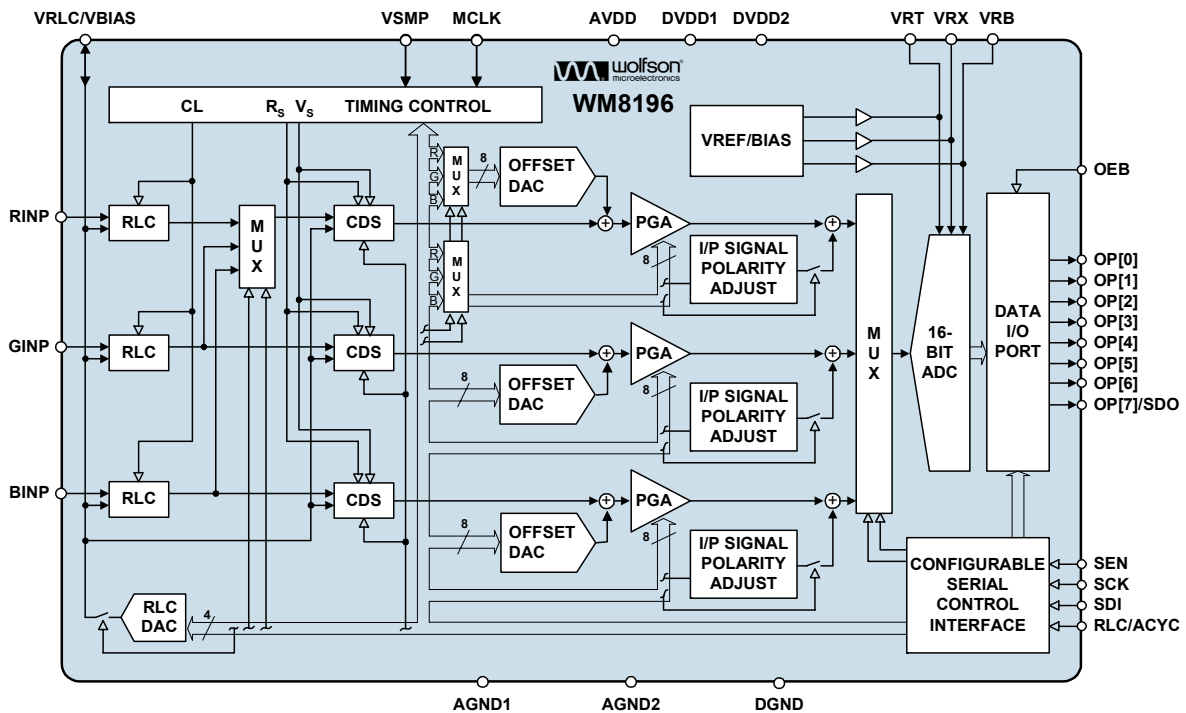 VRLC/VBIAS VSMP MCLK AVDD DVDD1 DVDD2 VRT VRX VRB
wolfson®
microelectronics
WM8196
CL RS VS TIMING CONTROL
VREF/BIAS
OEB
R
G
B
MUX
8
OFFSET
DAC
RINP
RLC
MUX
CDS
PGA
8
I/P SIGNAL
POLARITY
ADJUST
R
G
B
MUX
MUX
16-
BIT
ADC
DATA
I/O
PORT
OP[0]
OP[1]
OP[2]
OP[3]
OP[4]
OP[5]
OP[6]
OP[7]/SDO
GINP
RLC
CDS
8
OFFSET
DAC
PGA
8
I/P SIGNAL
POLARITY
ADJUST
BINP
RLC
CDS
8
OFFSET
DAC
PGA
8
I/P SIGNAL
POLARITY
ADJUST
CONFIGURABLE
SERIAL
CONTROL
INTERFACE
SEN
SCK
SDI
RLC/ACYC
RLC
DAC
4
AGND1 AGND2 DGND